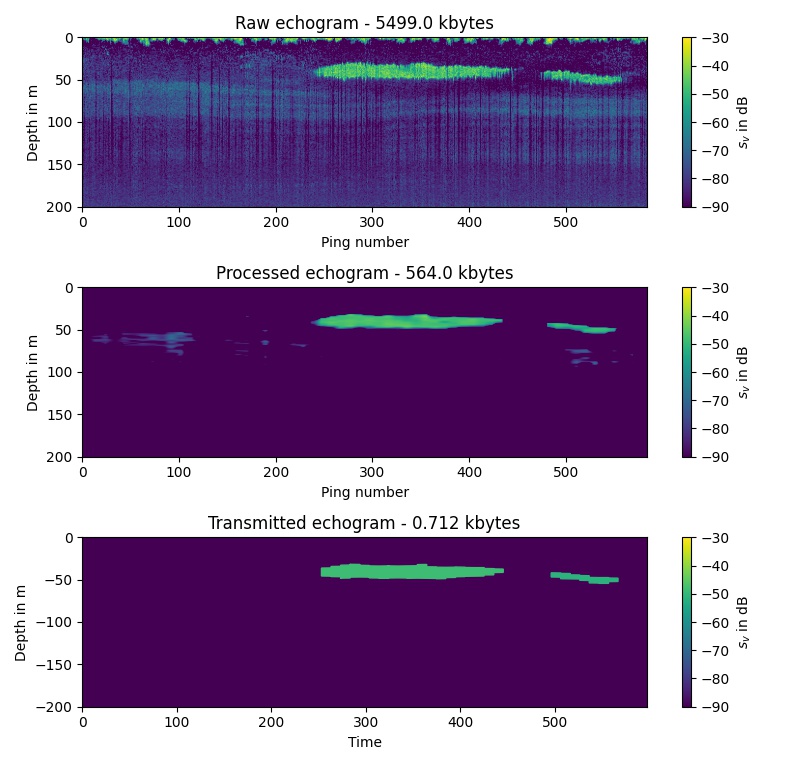 Raw echogram - 5499.0 kbytes
0
50
100
150
200
Depth in m
0 100 200 300 400 500
Ping number
−30
−40
−50
−60
−70
−80
−90
sᵥ in dB
Processed echogram - 564.0 kbytes
0
50
100
150
200
Depth in m
0 100 200 300 400 500
Ping number
−30
−40
−50
−60
−70
−80
−90
sᵥ in dB
Transmitted echogram - 0.712 kbytes
0
−50
−100
−150
−200
Depth in m
0 100 200 300 400 500
Time
−30
−40
−50
−60
−70
−80
−90
sᵥ in dB